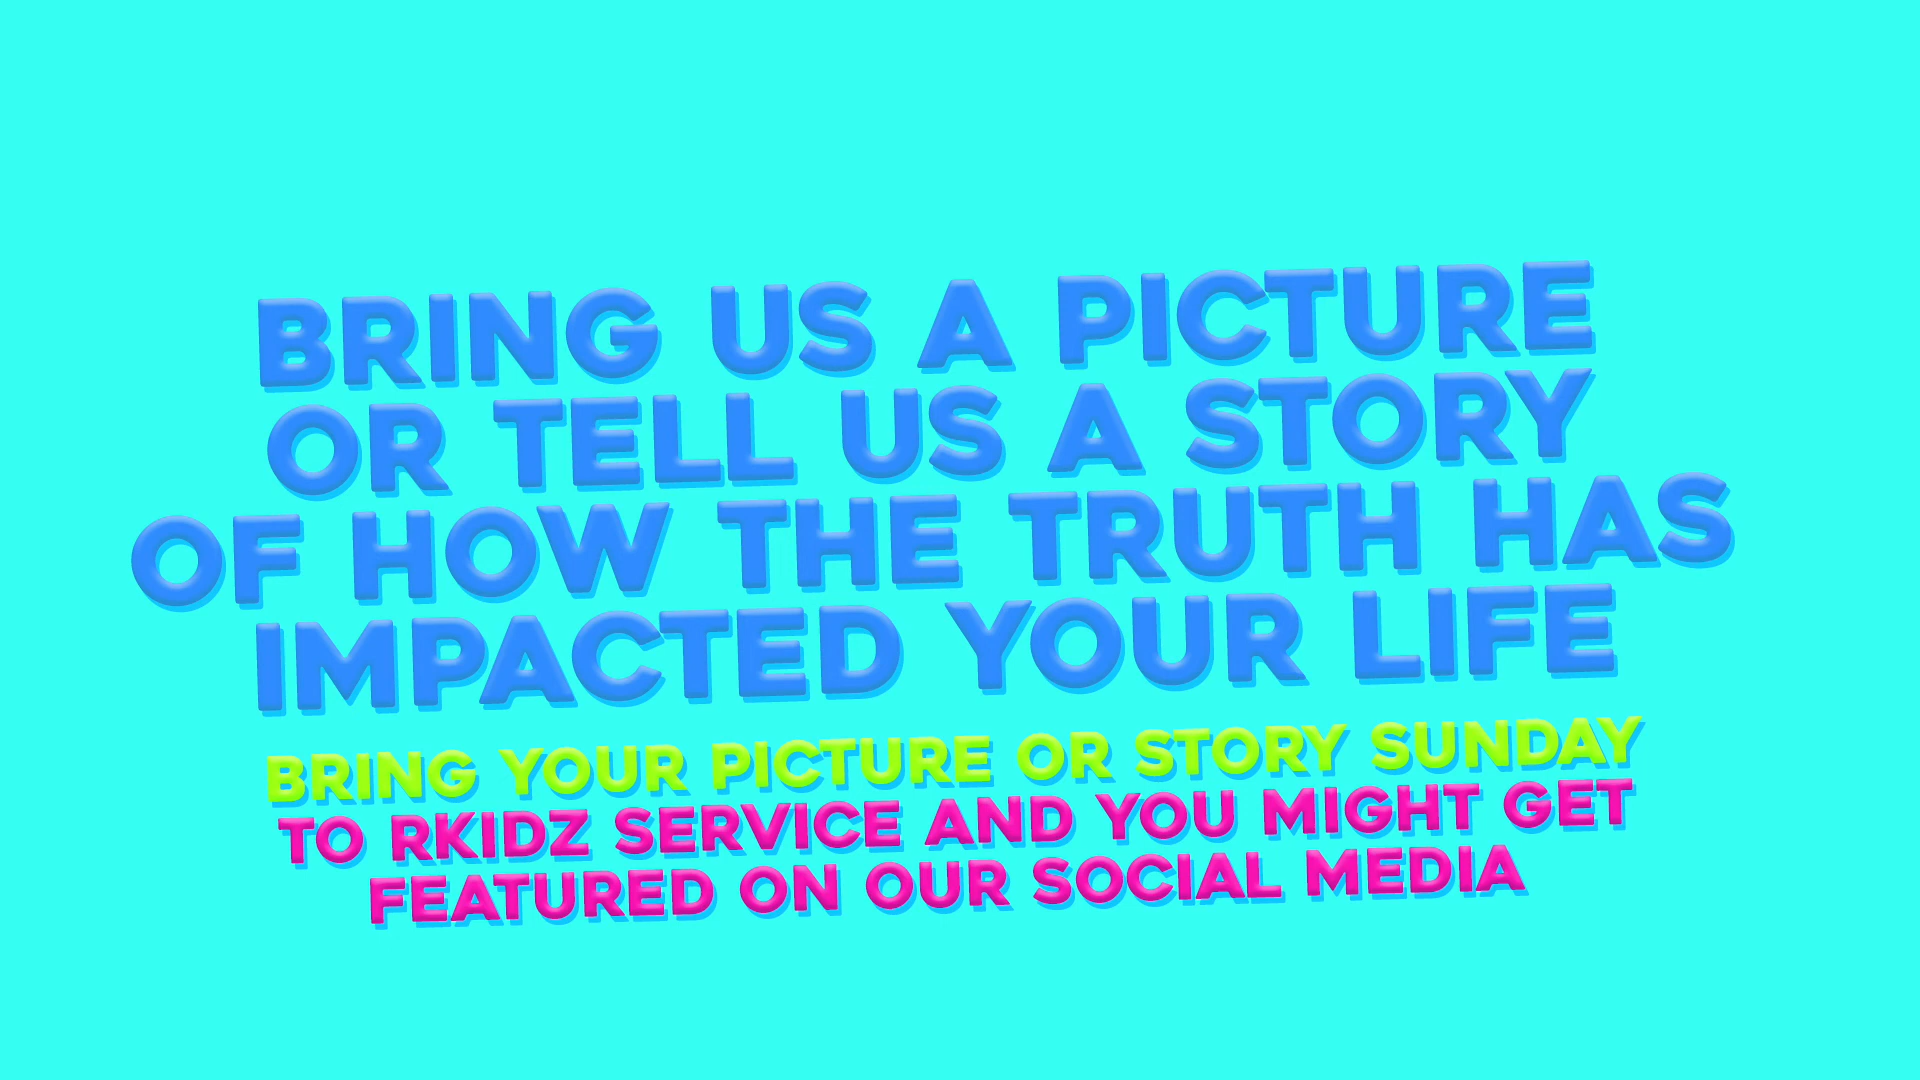 BRING US A PICTURE
OR TELL US A STORY
OF HOW THE TRUTH HAS
IMPACTED YOUR LIFE
BRING YOUR PICTURE OR STORY SUNDAY
TO RKIDZ SERVICE AND YOU MIGHT GET
FEATURED ON OUR SOCIAL MEDIA